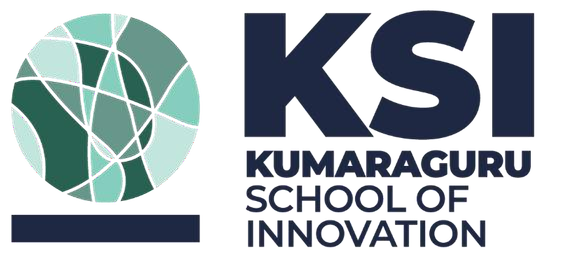 KSI
KUMARAGURU
SCHOOL OF
INNOVATION